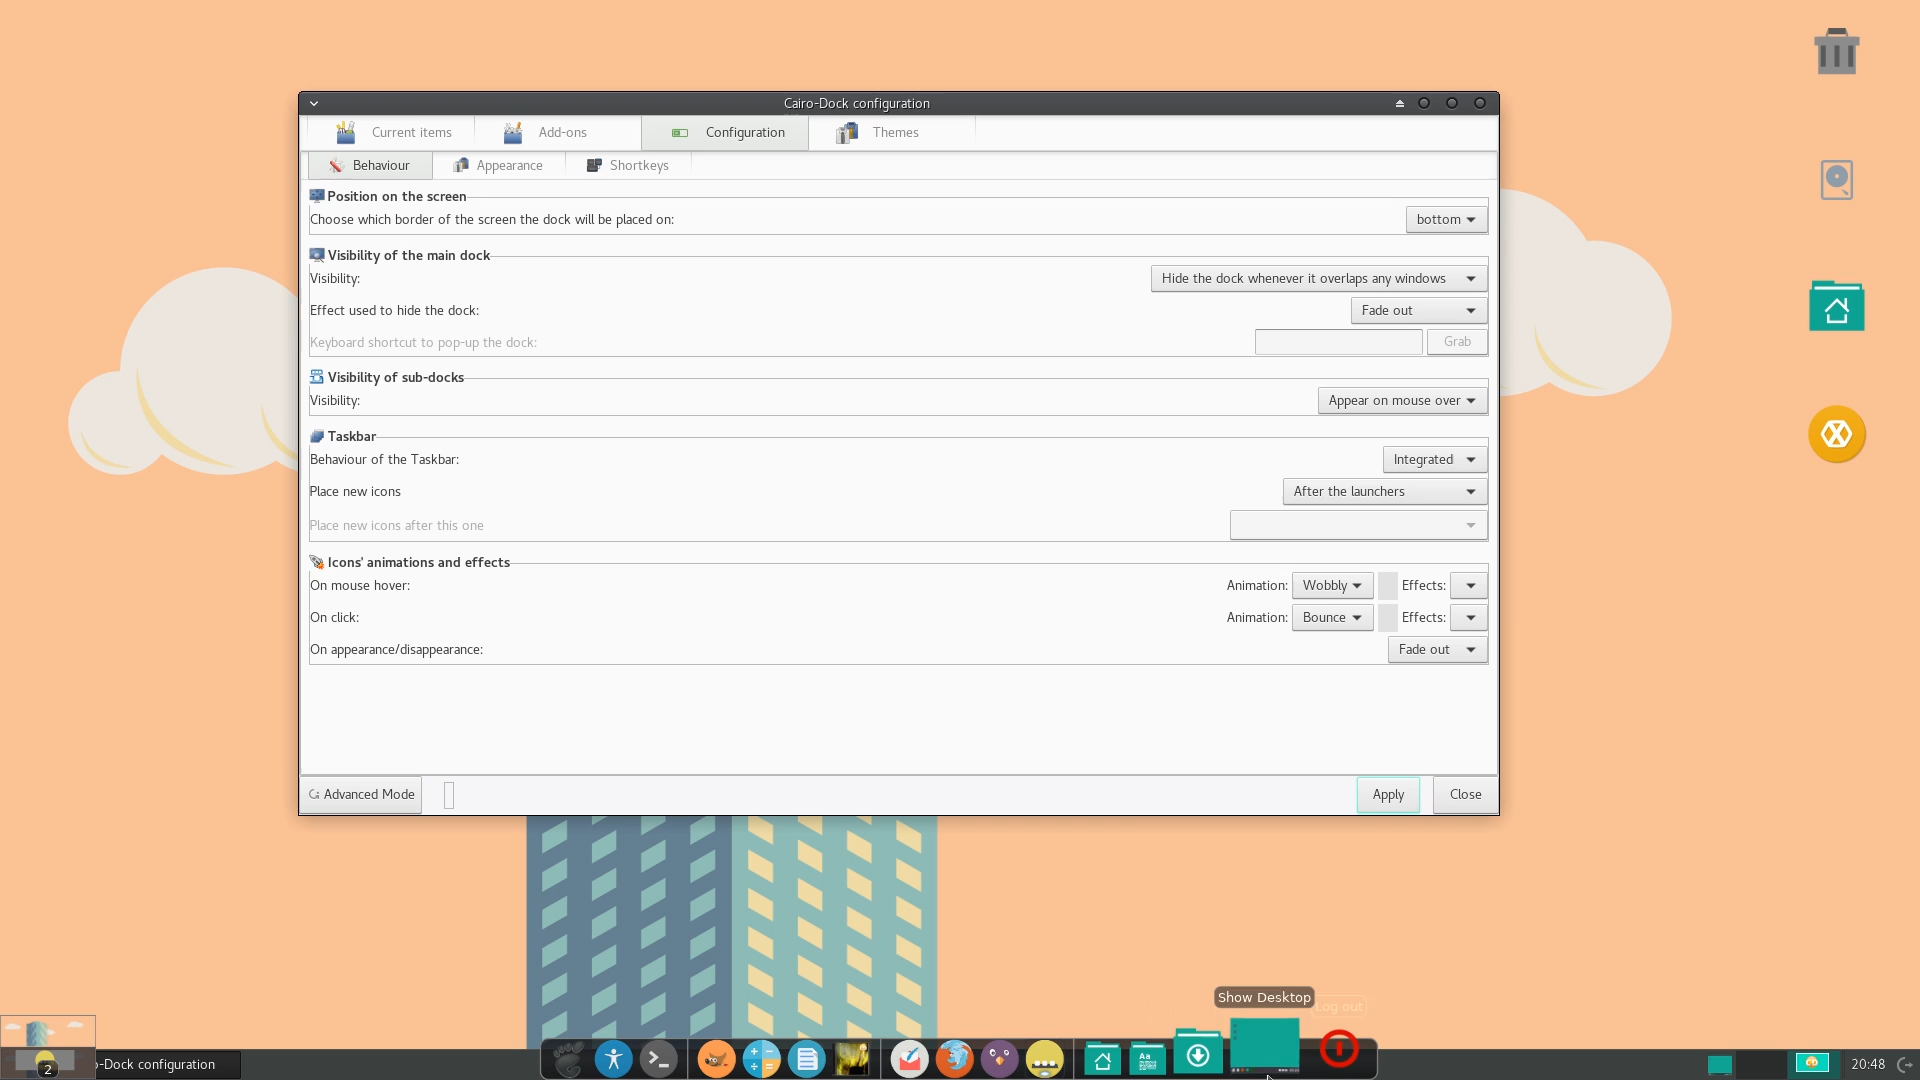 Cairo-Dock configuration
Current items
Add-ons
Configuration
Themes
Behaviour
Appearance
Shortkeys
Position on the screen
Choose which border of the screen the dock will be placed on:
bottom
Visibility of the main dock
Visibility:
Hide the dock whenever it overlaps any windows
Effect used to hide the dock:
Fade out
Keyboard shortcut to pop-up the dock:
Grab
Visibility of sub-docks
Visibility:
Appear on mouse over
Taskbar
Behaviour of the Taskbar:
Integrated
Place new icons
After the launchers
Place new icons after this one
Icons' animations and effects
On mouse hover:
Animation: Wobbly
Effects:
On click:
Animation: Bounce
Effects:
On appearance/disappearance:
Fade out
Advanced Mode
Apply
Close
Show Desktop
Log out
2
o-Dock configuration
Aa
20:48